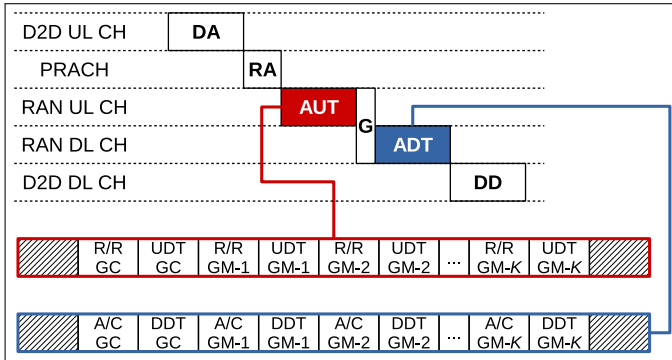 D2D UL CH DA
PRACH RA
RAN UL CH AUT
G
RAN DL CH ADT
D2D DL CH DD
R/R UDT R/R UDT R/R UDT ... R/R UDT
GC GC GM-1 GM-1 GM-2 GM-2 GM-K GM-K
A/C DDT A/C DDT A/C DDT ... A/C DDT
GC GC GM-1 GM-1 GM-2 GM-2 GM-K GM-K